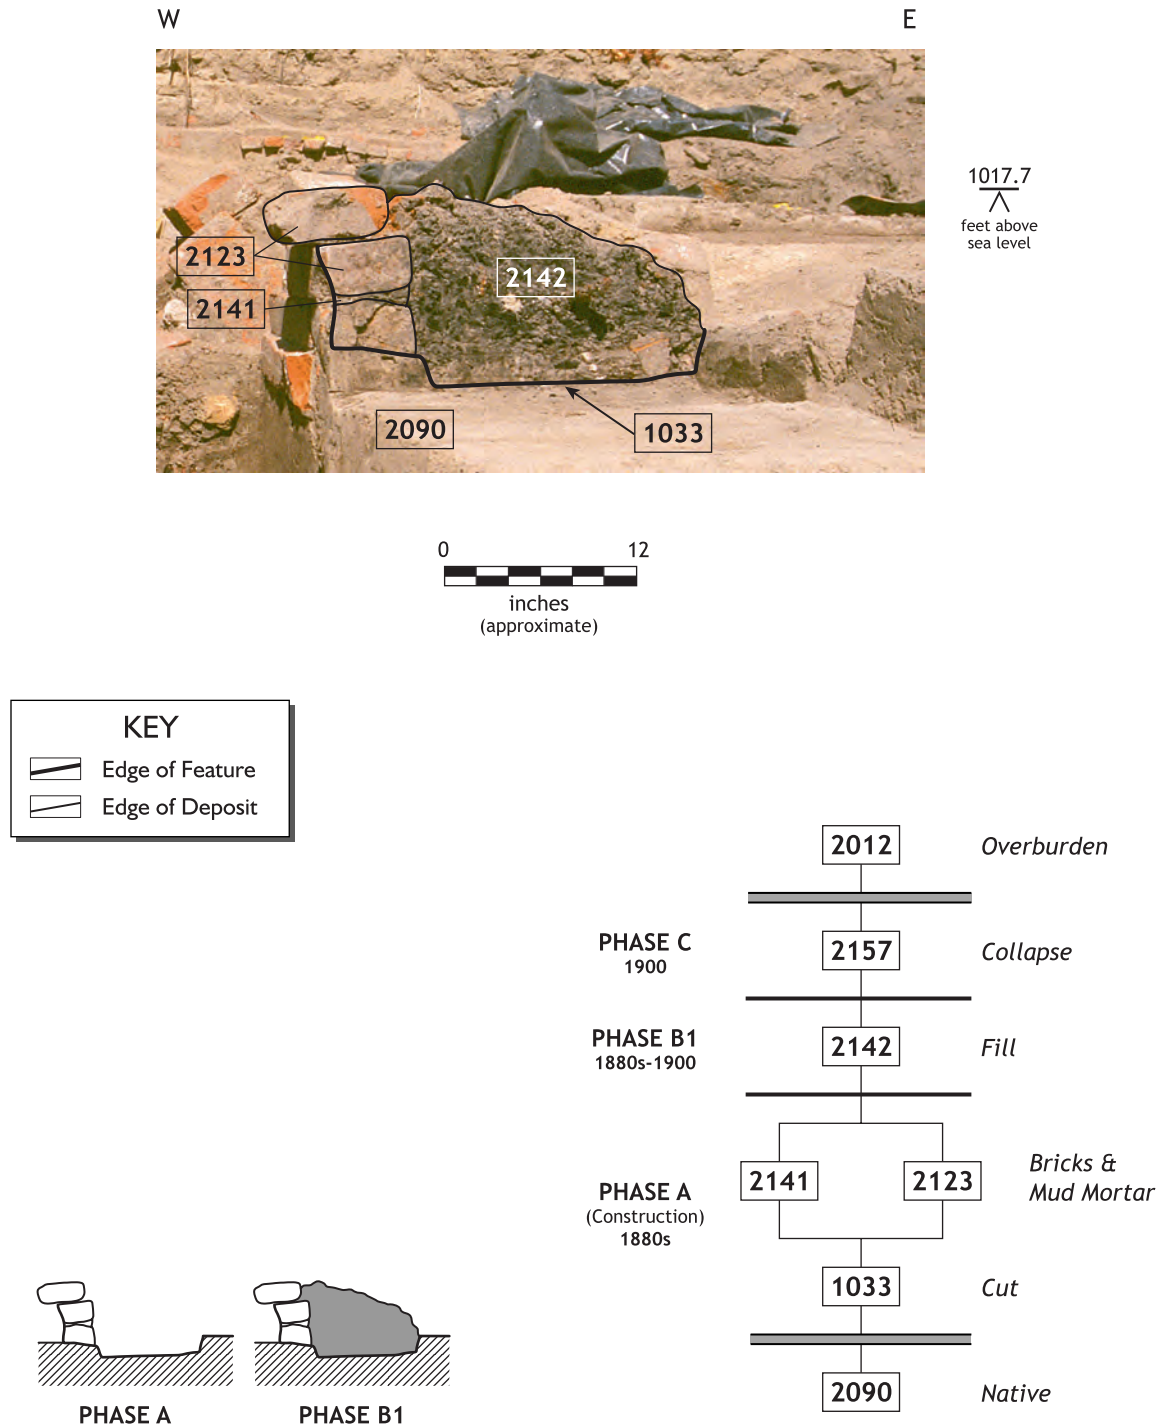 W
E
1017.7
feet above
sea level
2123
2142
2141
2090
1033
0
12
inches
(approximate)
KEY
Edge of Feature
Edge of Deposit
2012
Overburden
PHASE C
1900
2157
Collapse
PHASE B1
1880s-1900
2142
Fill
PHASE A
(Construction)
1880s
2141
2123
Bricks &
Mud Mortar
1033
Cut
2090
Native
PHASE A
PHASE B1